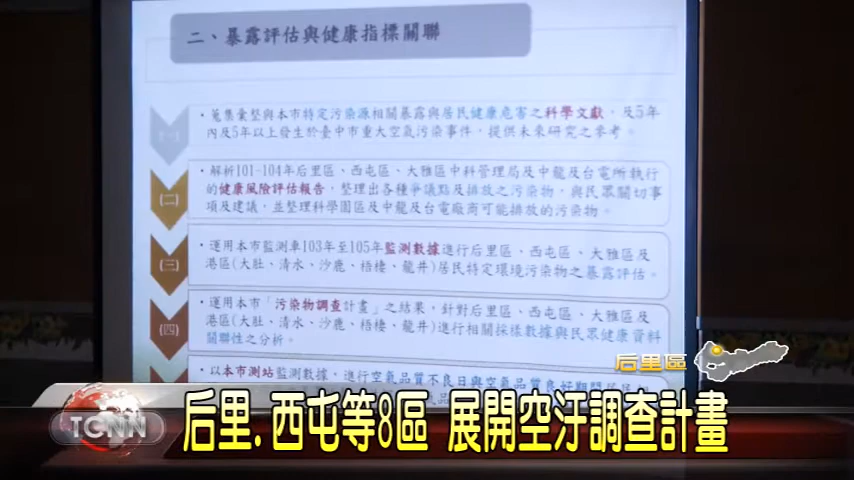 二、暴露評估與健康指標關聯
(一)
・蒐集彙整與本市特定污染源相關暴露與居民健康危害之科學文獻，及5年
內及5年以上發生於臺中市重大空氣污染事件，提供未來研究之參考。
(二)
・解析101-104年后里區、西屯區、大雅區中科管理局及中龍及台電所執行
的健康風險評估報告，整理出各種爭議點及排放之污染物，與民眾關切事
項及建議，並整理科學園區及中龍及台電廠商可能排放的污染物。
(三)
・運用本市監測車103年至105年監測數據進行后里區、西屯區、大雅區及
港區(大肚、清水、沙鹿、梧棲、龍井)居民特定環境污染物之暴露評估。
(四)
・運用本市「污染物調查計畫」之結果，針對后里區、西屯區、大雅區及
港區(大肚、清水、沙鹿、梧棲、龍井)進行相關採樣數據與民眾健康資料
關聯性之分析。
・以本市測站監測數據，進行空氣品質不良日與空氣品質良好期間
后里區
TCNN
后里.西屯等8區 展開空汙調查計畫